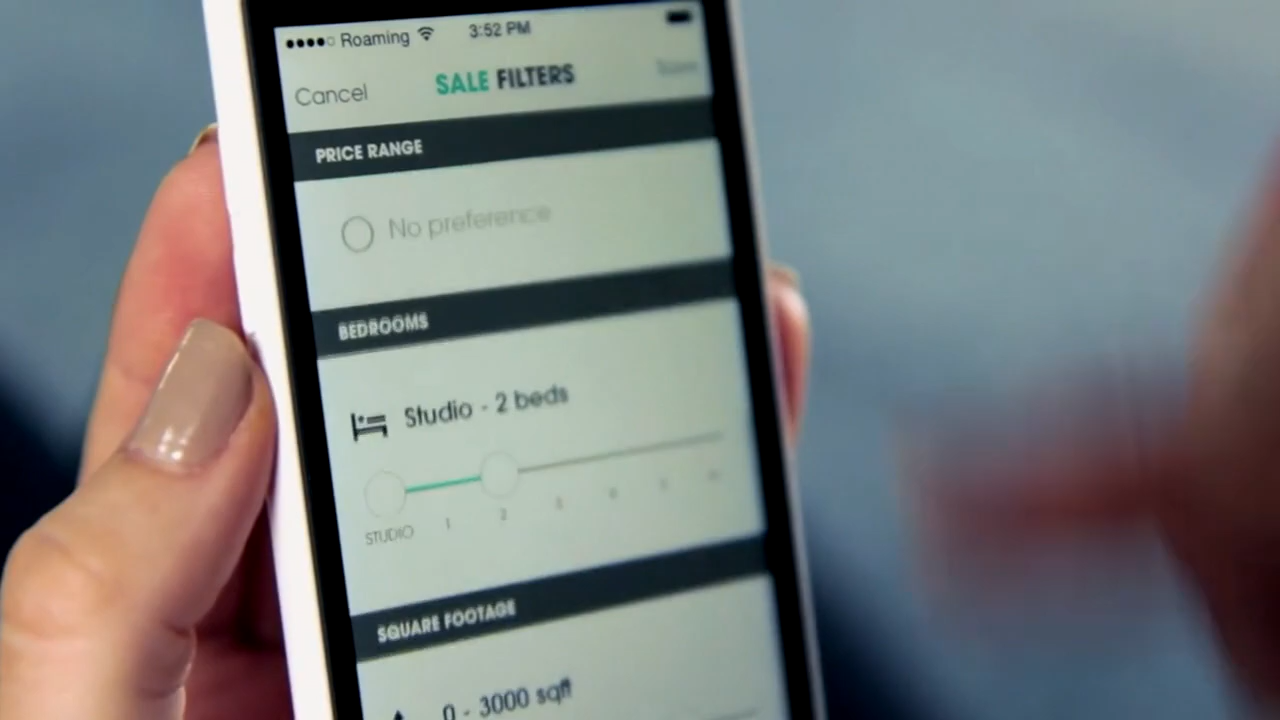 Roaming 3:52 PM
Cancel SALE FILTERS
PRICE RANGE
No preference
BEDROOMS
Studio - 2 beds
STUDIO 1 2
SQUARE FOOTAGE
0 - 3000 sqft